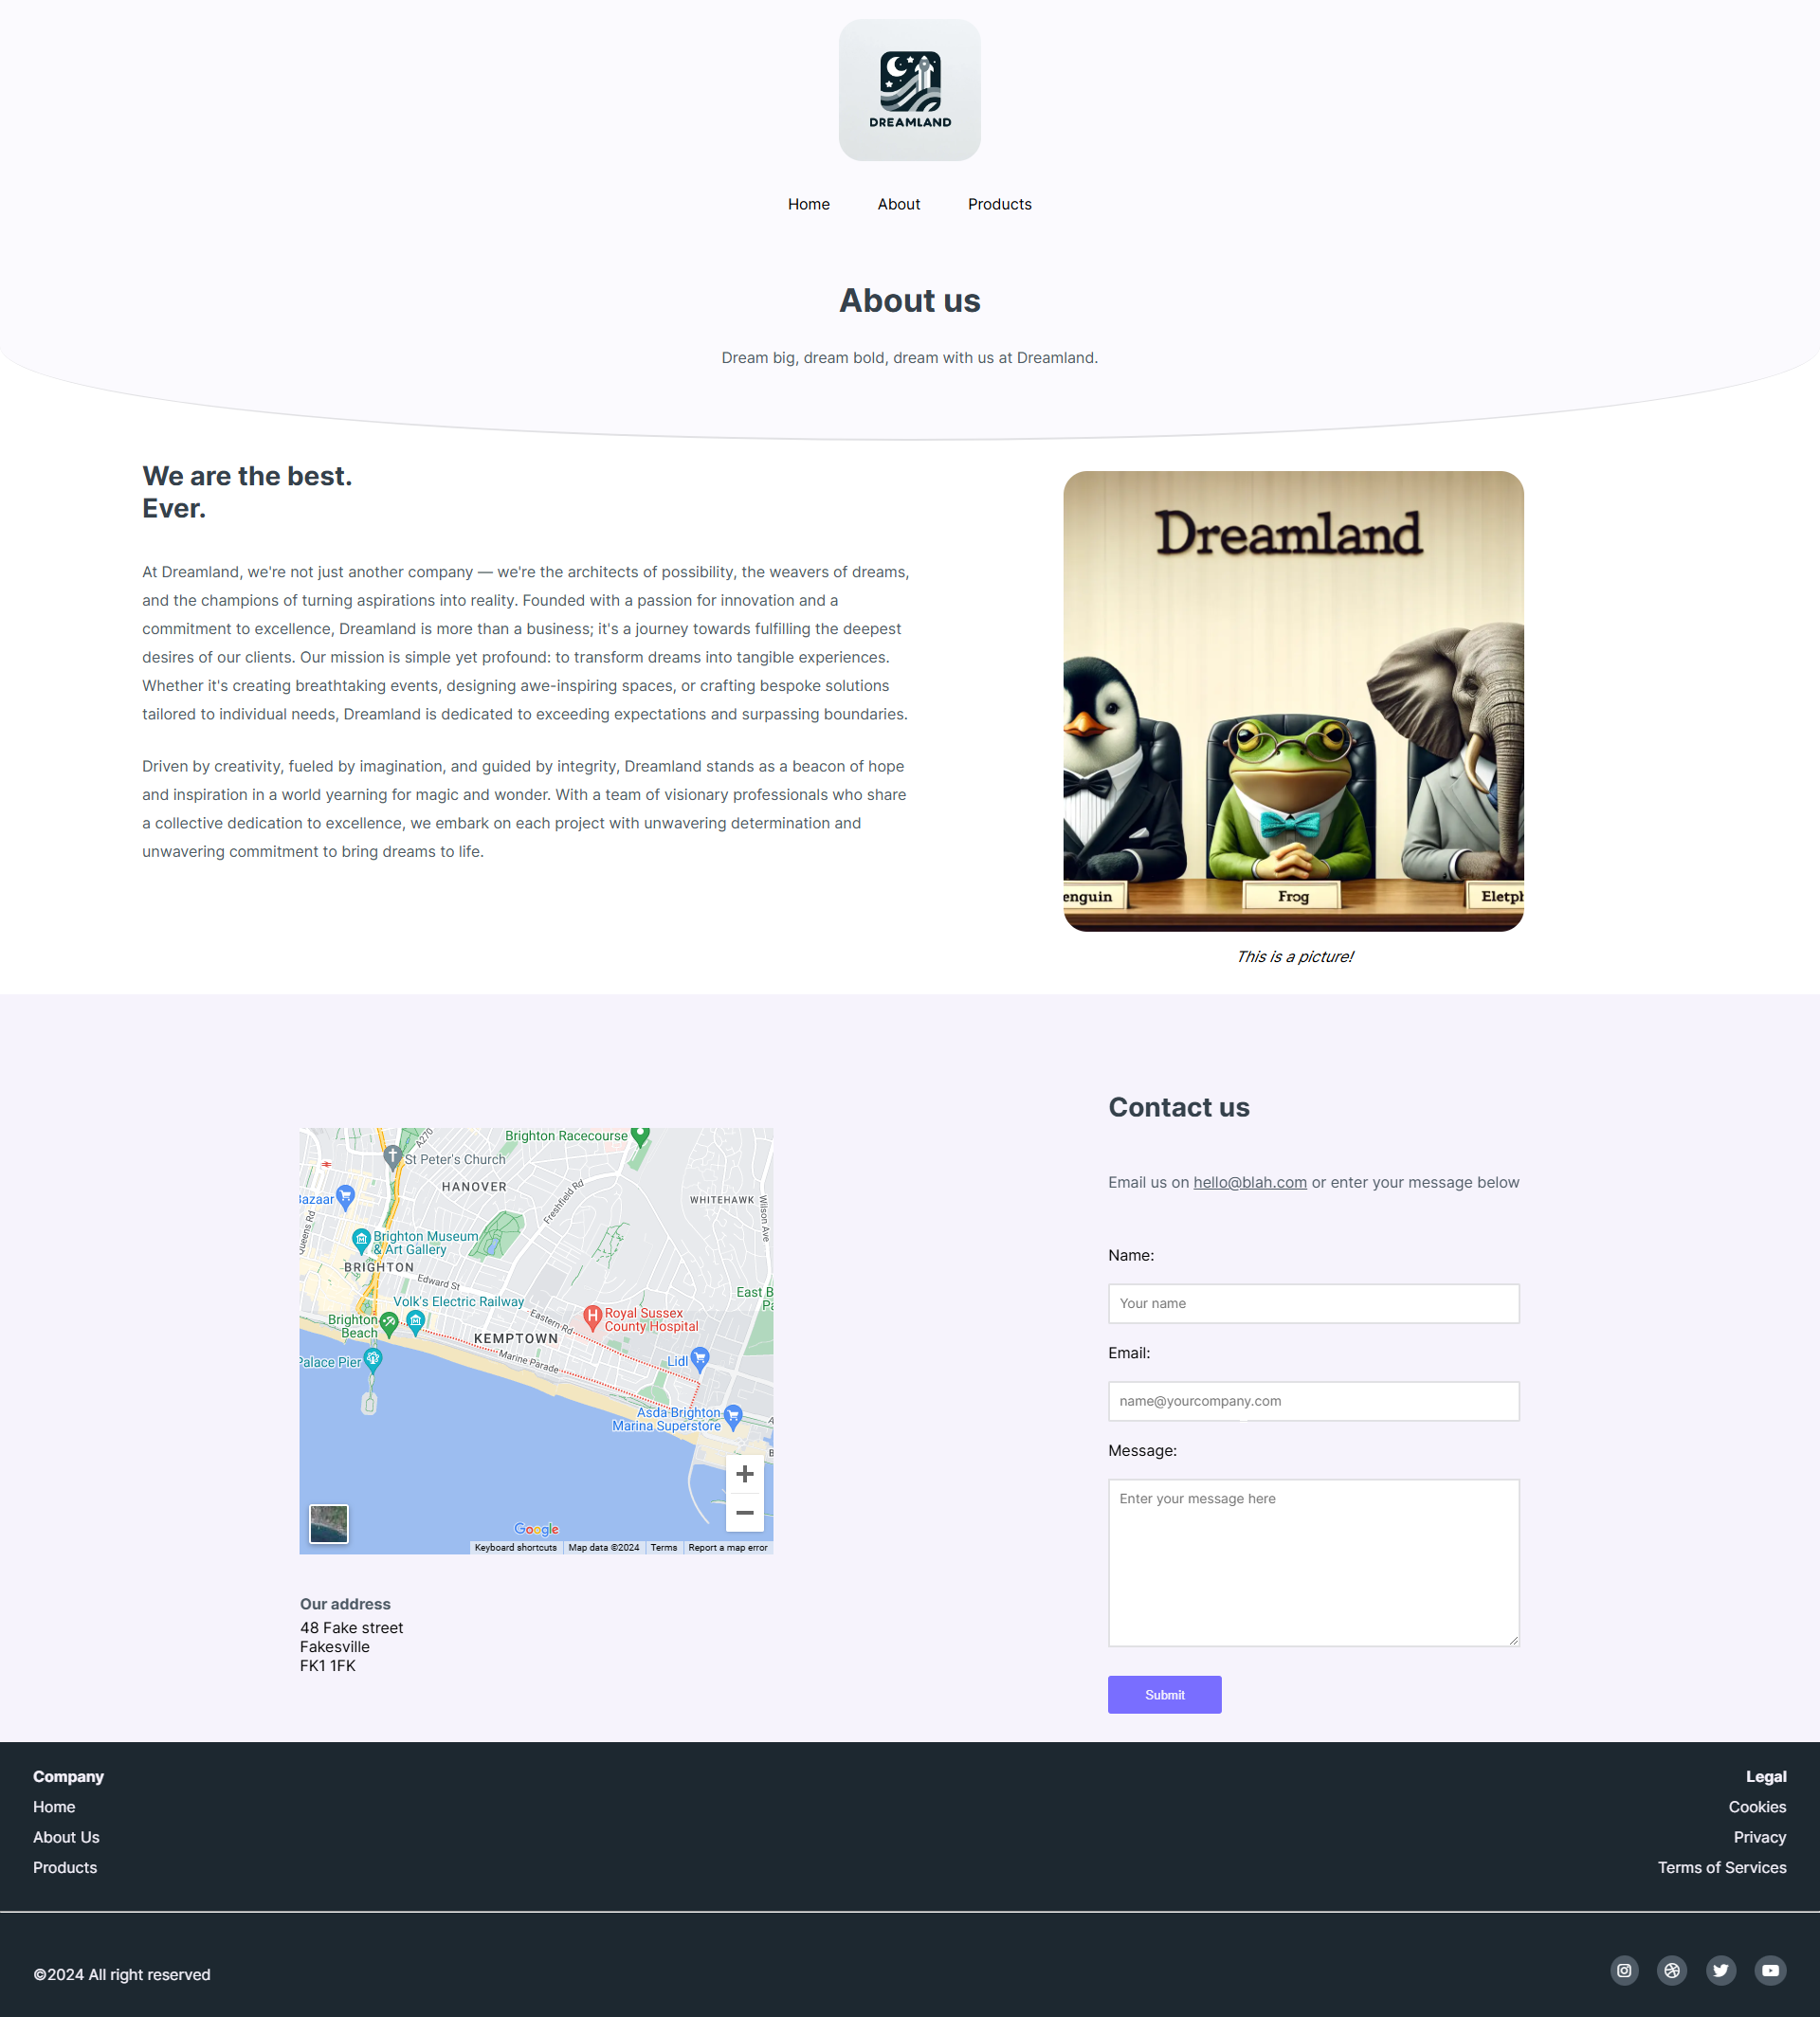 DREAMLAND
Home About Products
About us
Dream big, dream bold, dream with us at Dreamland.
We are the best.
Ever.
At Dreamland, we're not just another company — we're the architects of possibility, the weavers of dreams,
and the champions of turning aspirations into reality. Founded with a passion for innovation and a
commitment to excellence, Dreamland is more than a business; it's a journey towards fulfilling the deepest
desires of our clients. Our mission is simple yet profound: to transform dreams into tangible experiences.
Whether it's creating breathtaking events, designing awe-inspiring spaces, or crafting bespoke solutions
tailored to individual needs, Dreamland is dedicated to exceeding expectations and surpassing boundaries.
Driven by creativity, fueled by imagination, and guided by integrity, Dreamland stands as a beacon of hope
and inspiration in a world yearning for magic and wonder. With a team of visionary professionals who share
a collective dedication to excellence, we embark on each project with unwavering determination and
unwavering commitment to bring dreams to life.
Dreamland
enguin
Frog
Eletph
This is a picture!
A270
Brighton Racecourse
St Peter's Church
HANOVER
WHITEHAWK
Bazaar
Freshfield Rd
Wilson Ave
Queens Rd
Brighton Museum
& Art Gallery
BRIGHTON
Edward St
Volk's Electric Railway
East B
Pa
Brighton
Beach
Eastern Rd
Royal Sussex
County Hospital
KEMPTOWN
Palace Pier
Marine Parade
Lidl
Asda Brighton
Marina Superstore
Google
Keyboard shortcuts Map data ©2024 Terms Report a map error
Our address
48 Fake street
Fakesville
FK1 1FK
Contact us
Email us on hello@blah.com or enter your message below
Name:
Your name
Email:
name@yourcompany.com
Message:
Enter your message here
Submit
Company
Home
About Us
Products
Legal
Cookies
Privacy
Terms of Services
©2024 All right reserved